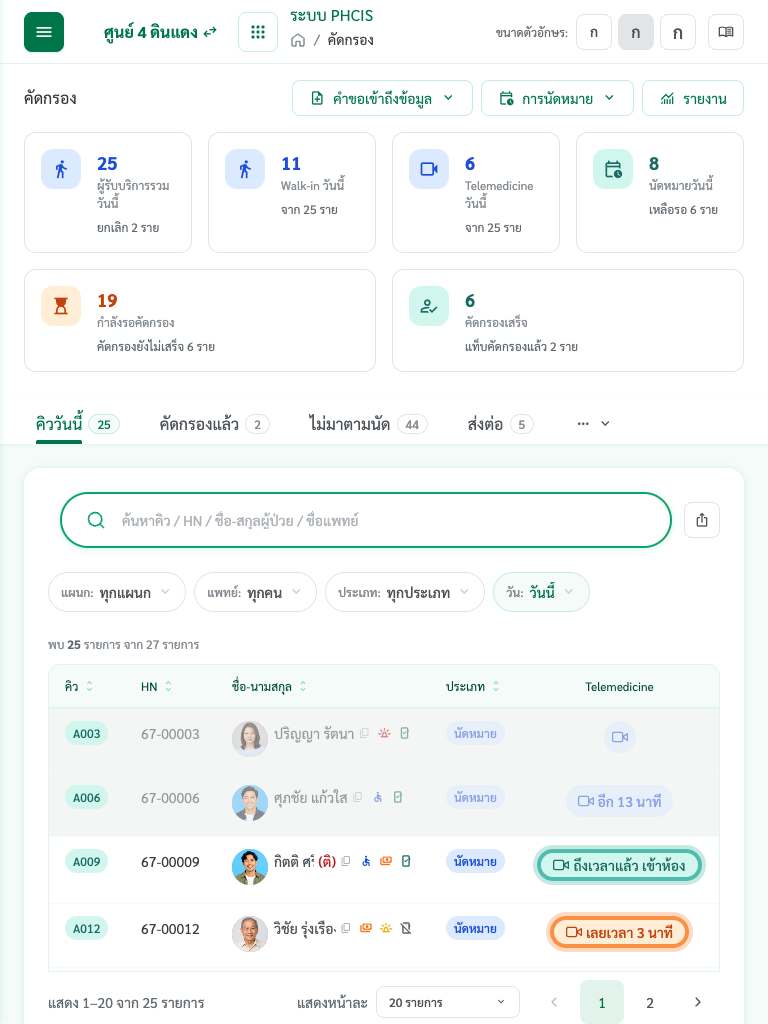 ศูนย์ 4 ดินแดง
ระบบ PHCIS
/ คัดกรอง
ขนาดตัวอักษร: ก ก ก
คัดกรอง
คำขอเข้าถึงข้อมูล
การนัดหมาย
รายงาน
25
ผู้รับบริการรวม
วันนี้
ยกเลิก 2 ราย
11
Walk-in วันนี้
จาก 25 ราย
6
Telemedicine
วันนี้
จาก 25 ราย
8
นัดหมายวันนี้
เหลือรอ 6 ราย
19
กำลังรอคัดกรอง
คัดกรองยังไม่เสร็จ 6 ราย
6
คัดกรองเสร็จ
แท็บคัดกรองแล้ว 2 ราย
คิววันนี้ 25 คัดกรองแล้ว 2 ไม่มาตามนัด 44 ส่งต่อ 5 ...
ค้นหาคิว / HN / ชื่อ-สกุลผู้ป่วย / ชื่อแพทย์
แผนก: ทุกแผนก แพทย์: ทุกคน ประเภท: ทุกประเภท วัน: วันนี้
พบ 25 รายการ จาก 27 รายการ
คิว HN ชื่อ-นามสกุล ประเภท Telemedicine
A003 67-00003 ปริญญา รัตนา นัดหมาย
A006 67-00006 ศุภชัย แก้วใส นัดหมาย อีก 13 นาที
A009 67-00009 กิตติ (ติ) นัดหมาย ถึงเวลาแล้ว เข้าห้อง
A012 67-00012 วิชัย รุ่งเรือง นัดหมาย เลยเวลา 3 นาที
แสดง 1–20 จาก 25 รายการ แสดงหน้าละ 20 รายการ 1 2